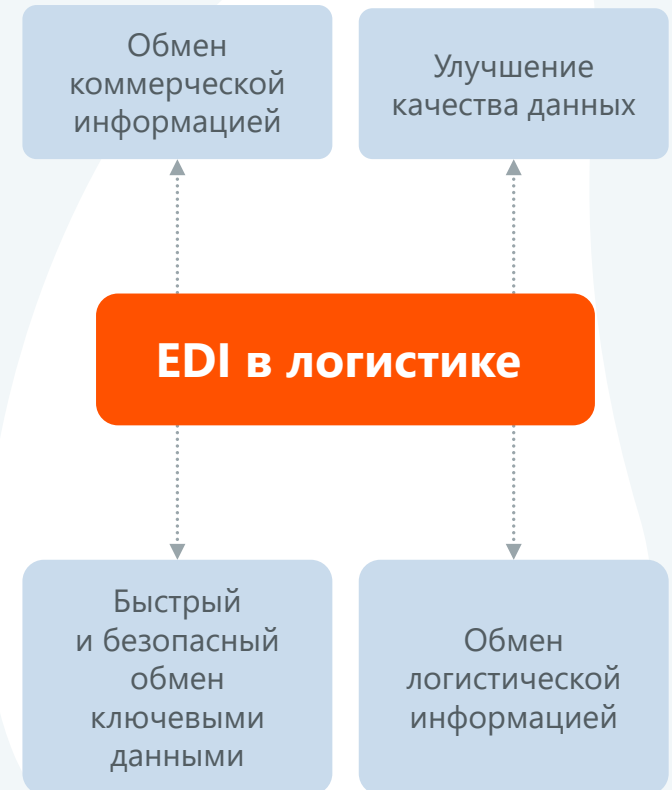 Обмен
коммерческой
информацией
Улучшение
качества данных
EDI в логистике
Быстрый
и безопасный
обмен
ключевыми
данными
Обмен
логистической
информацией